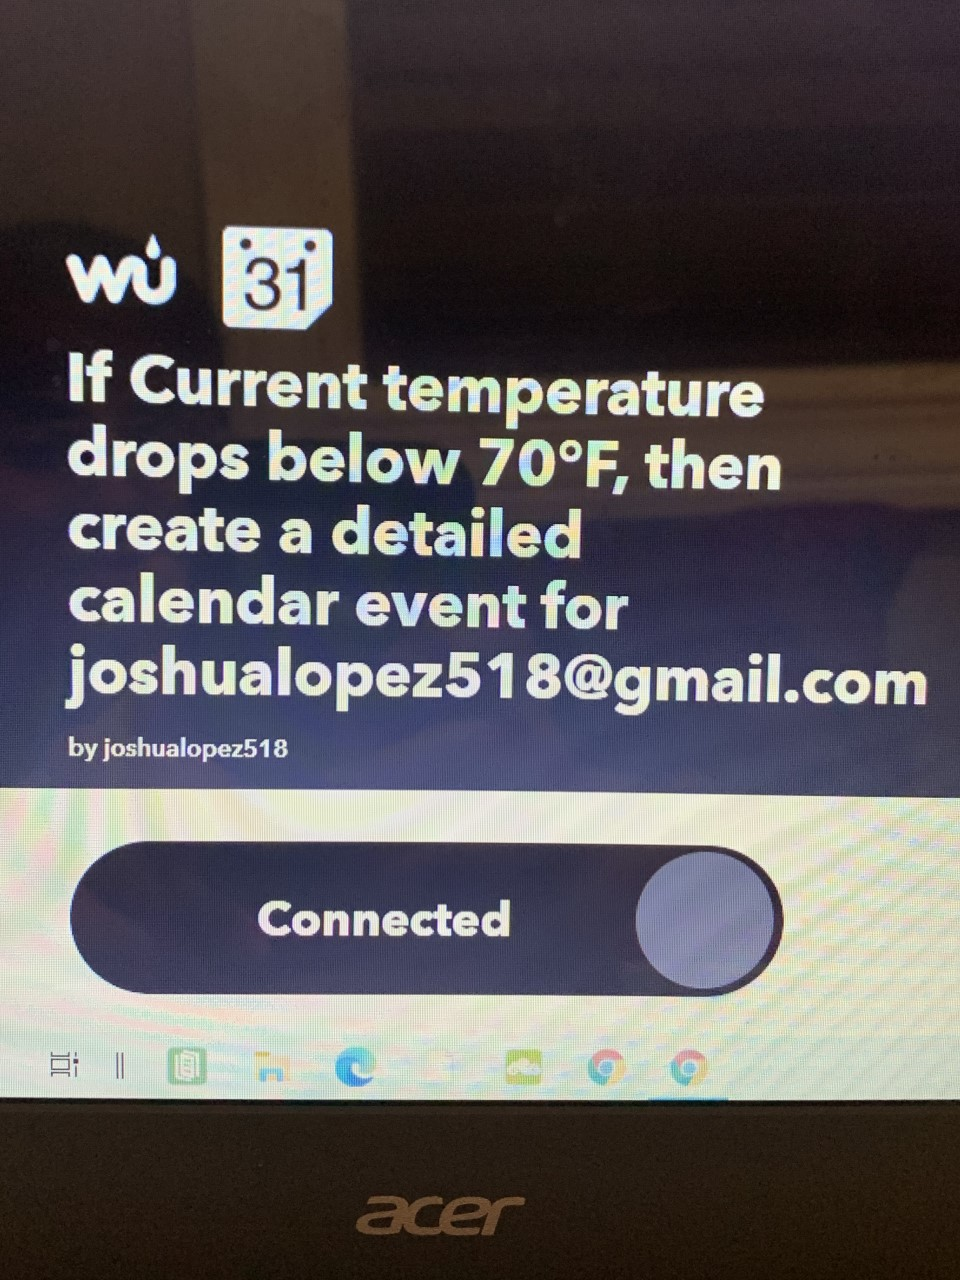 wu 31
If Current temperature
drops below 70°F, then
create a detailed
calendar event for
joshualopez518@gmail.com
by joshualopez518
Connected
acer